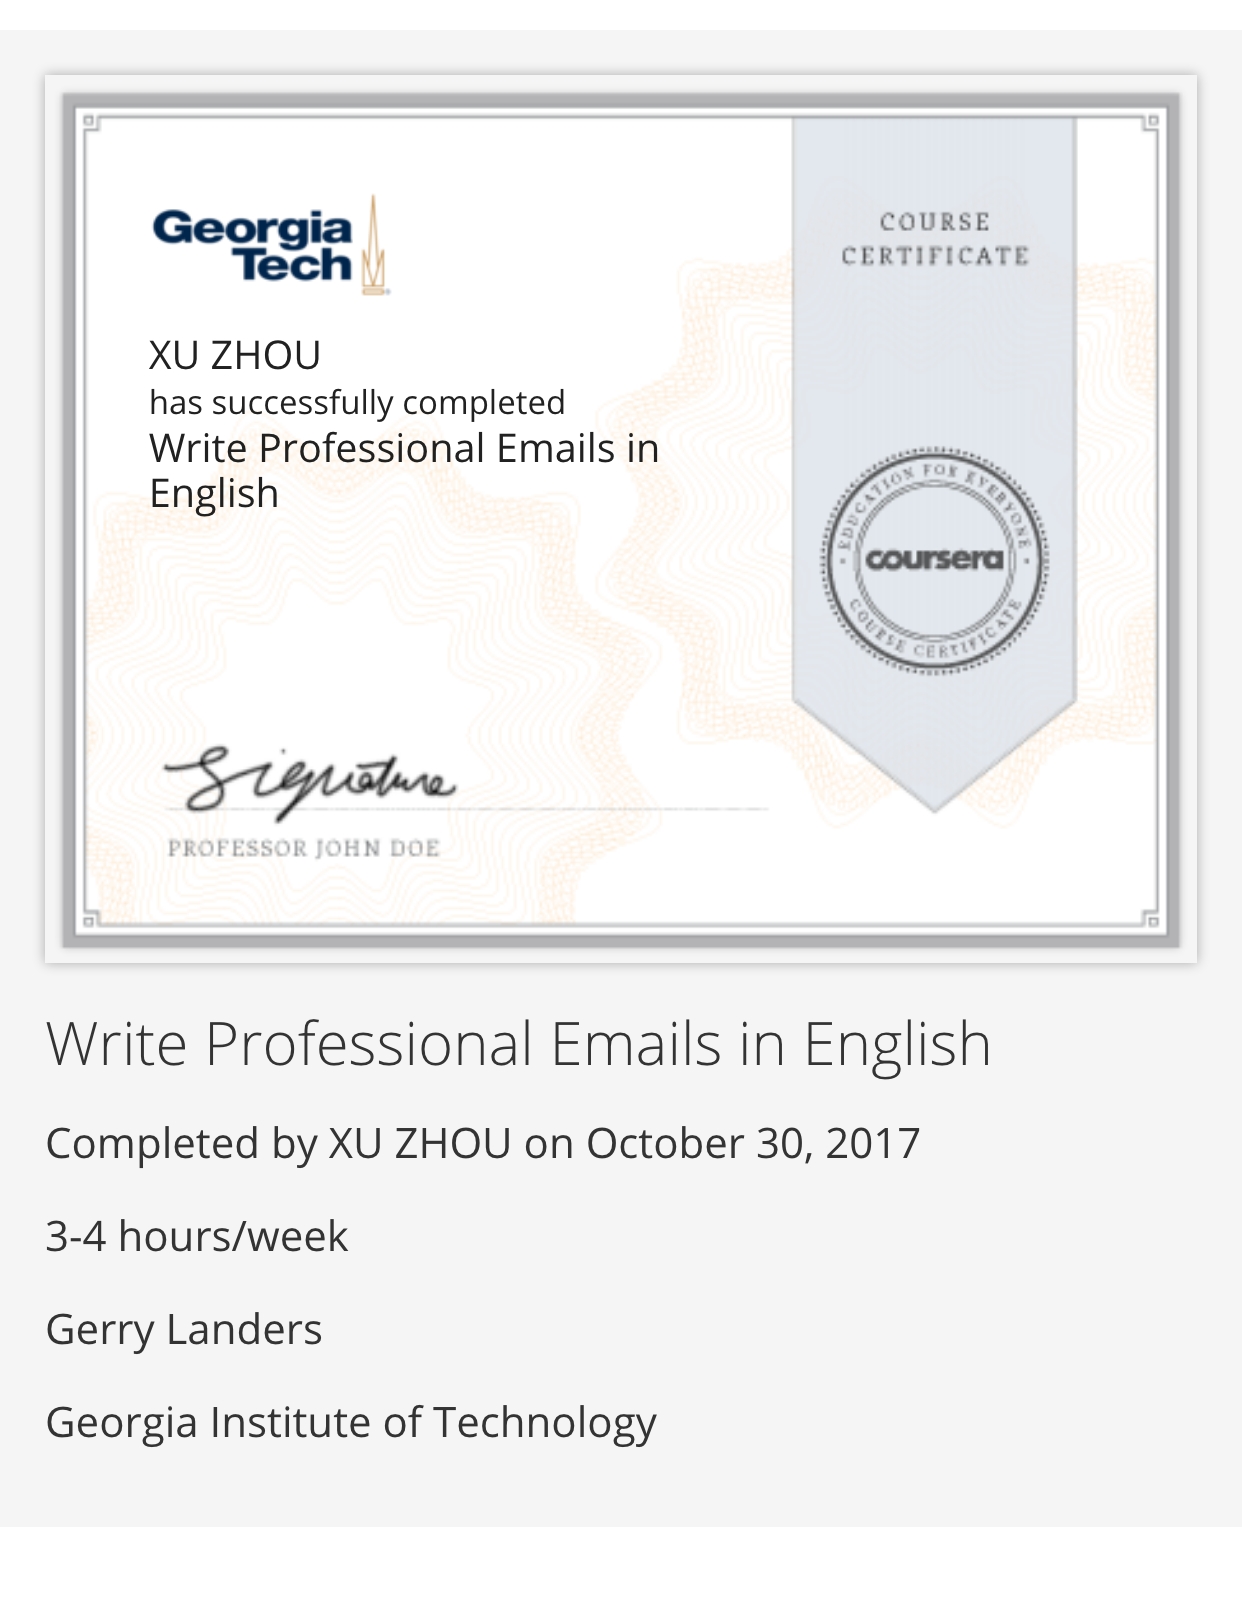 Georgia
Tech
COURSE
CERTIFICATE
XU ZHOU
has successfully completed
Write Professional Emails in
English
EDUCATION FOR EVERYONE
coursera
COURSE CERTIFICATE
Signature
PROFESSOR JOHN DOE
Write Professional Emails in English
Completed by XU ZHOU on October 30, 2017
3-4 hours/week
Gerry Landers
Georgia Institute of Technology